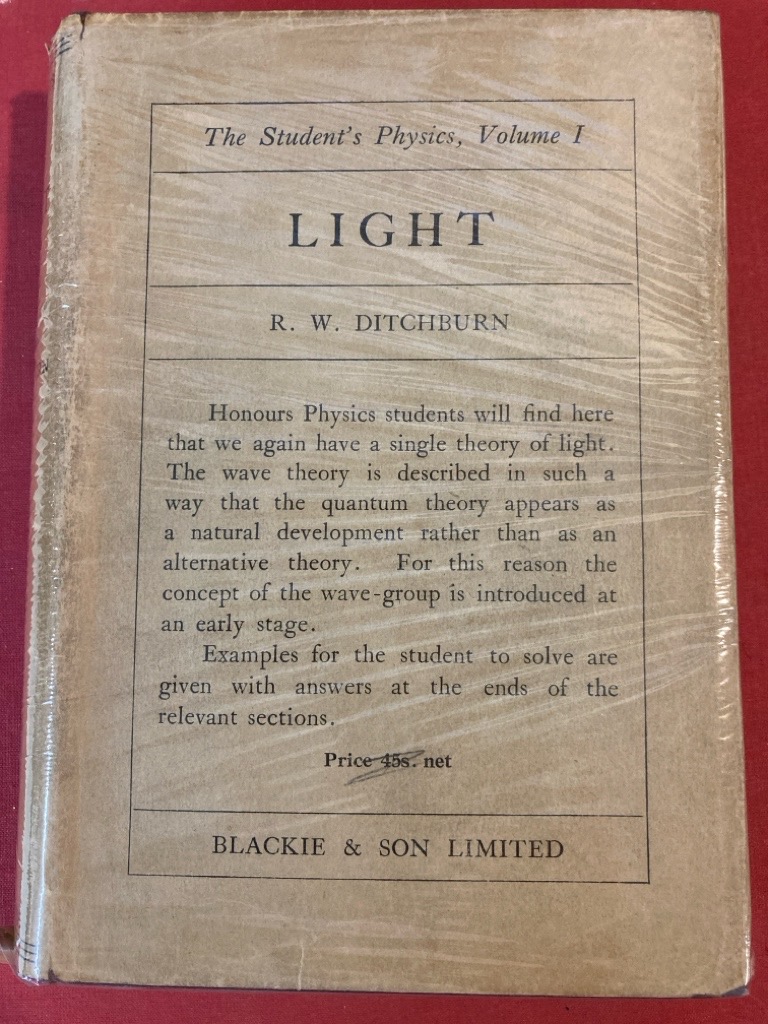 The Student's Physics, Volume I
LIGHT
R. W. DITCHBURN
Honours Physics students will find here
that we again have a single theory of light.
The wave theory is described in such a
way that the quantum theory appears as
a natural development rather than as an
alternative theory. For this reason the
concept of the wave-group is introduced at
an early stage.
Examples for the student to solve are
given with answers at the ends of the
relevant sections.
Price 45s. net
BLACKIE & SON LIMITED